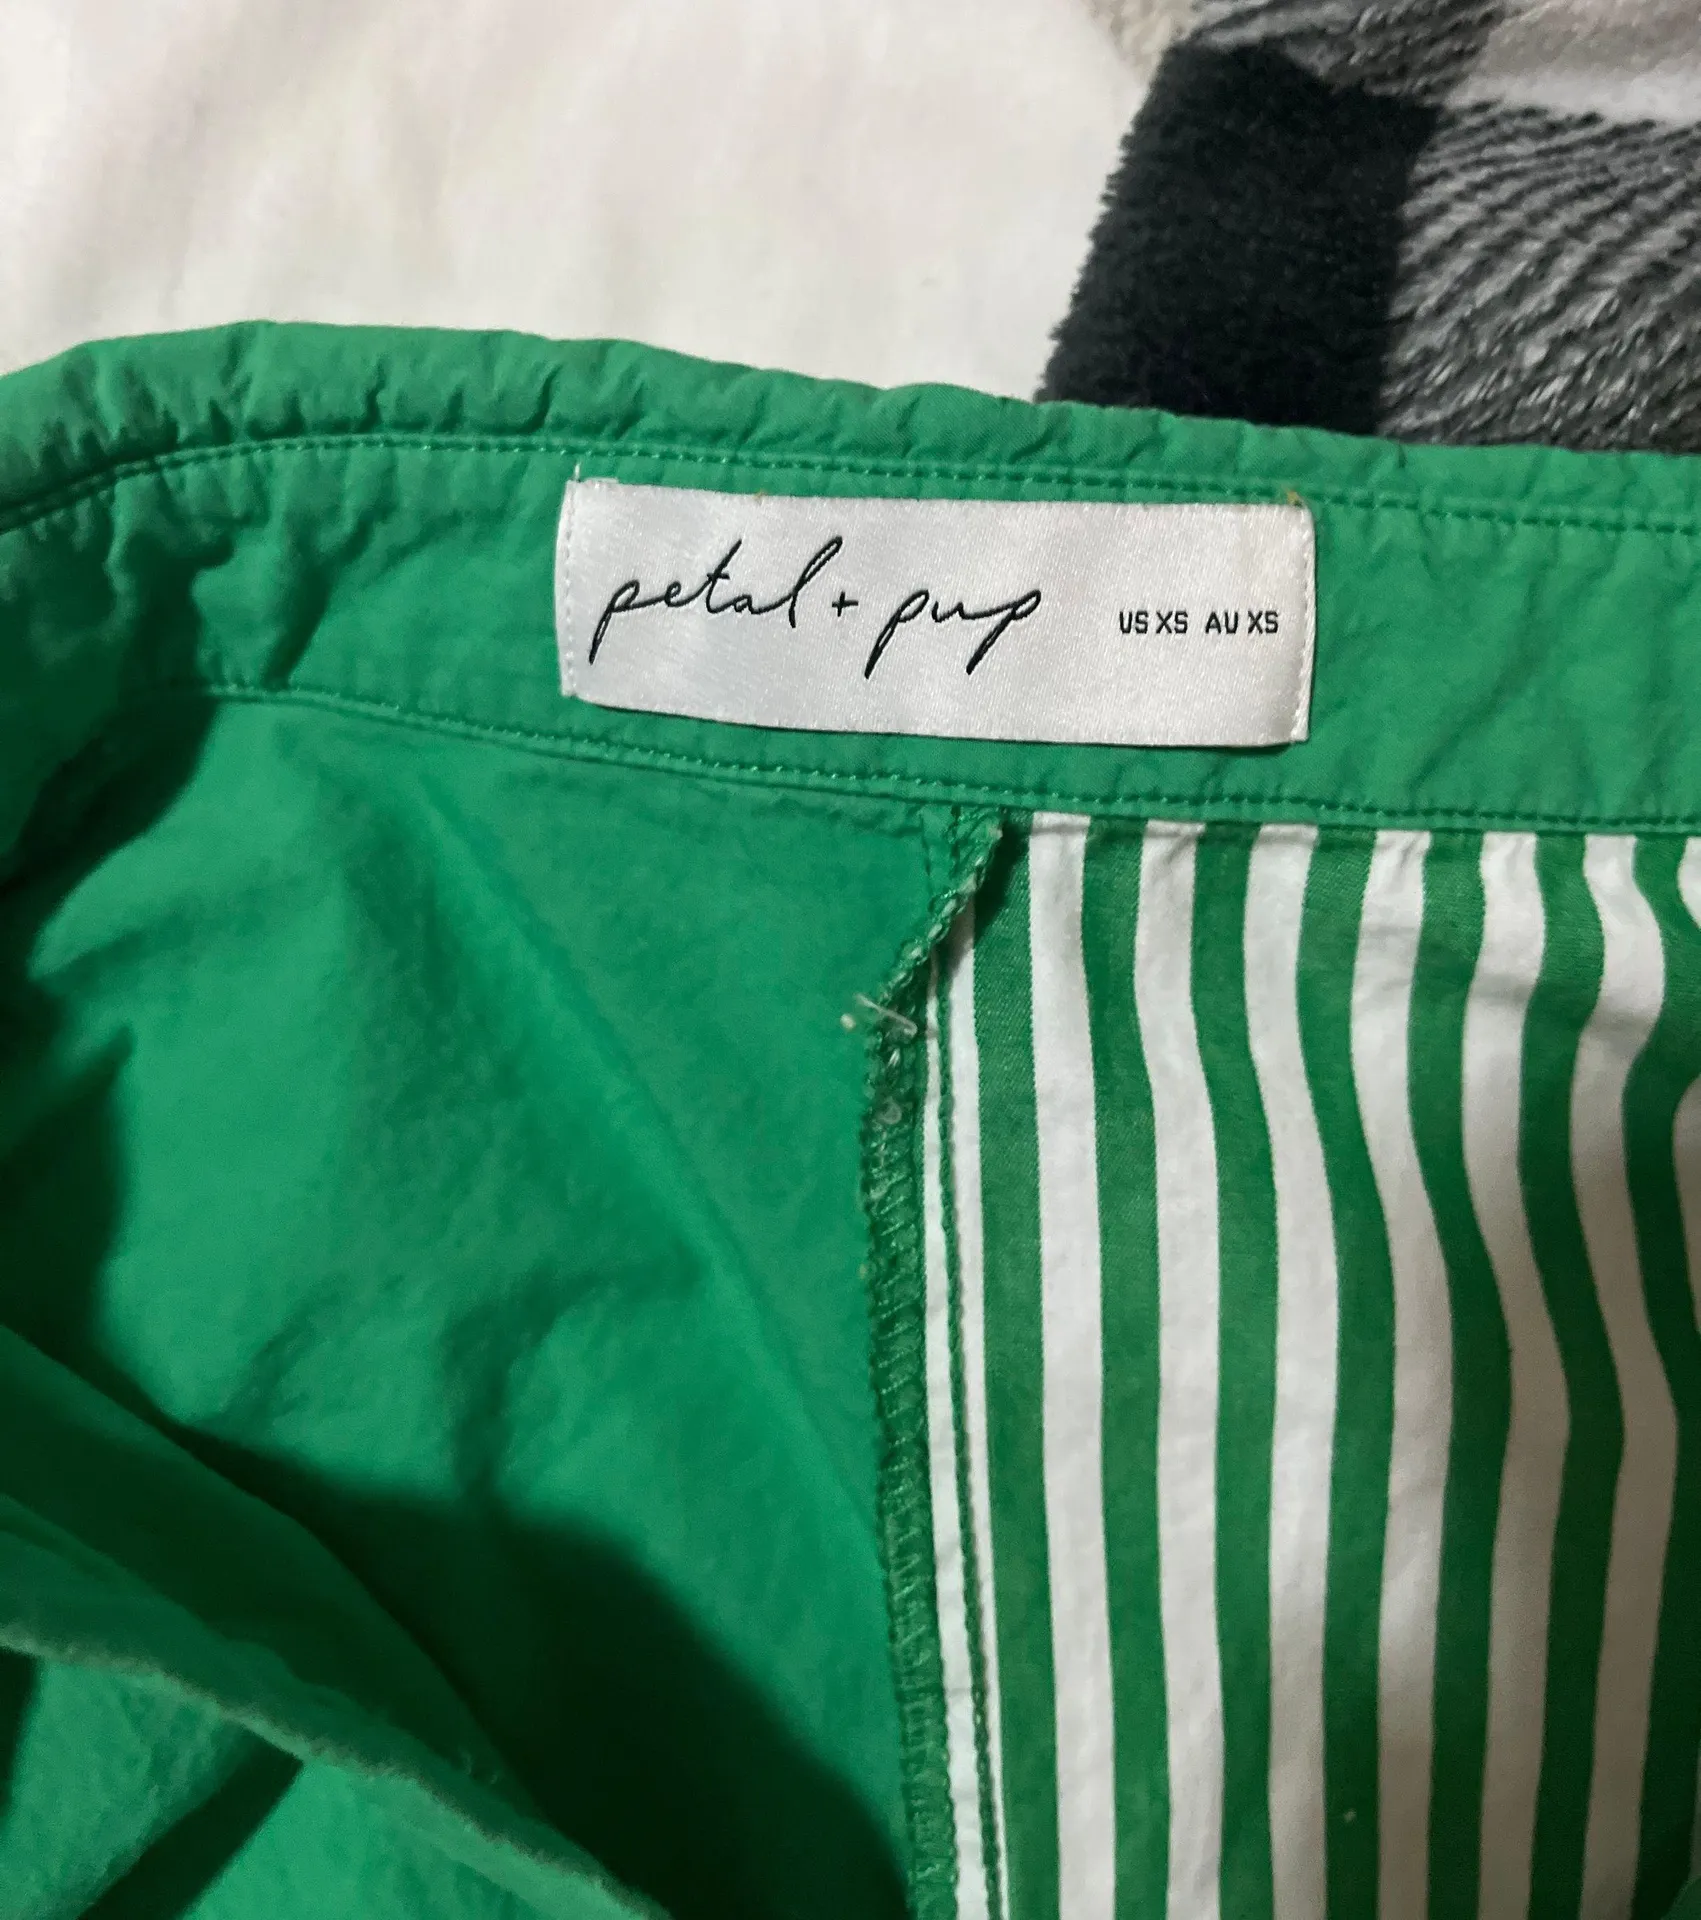 petal + pup US XS AU XS